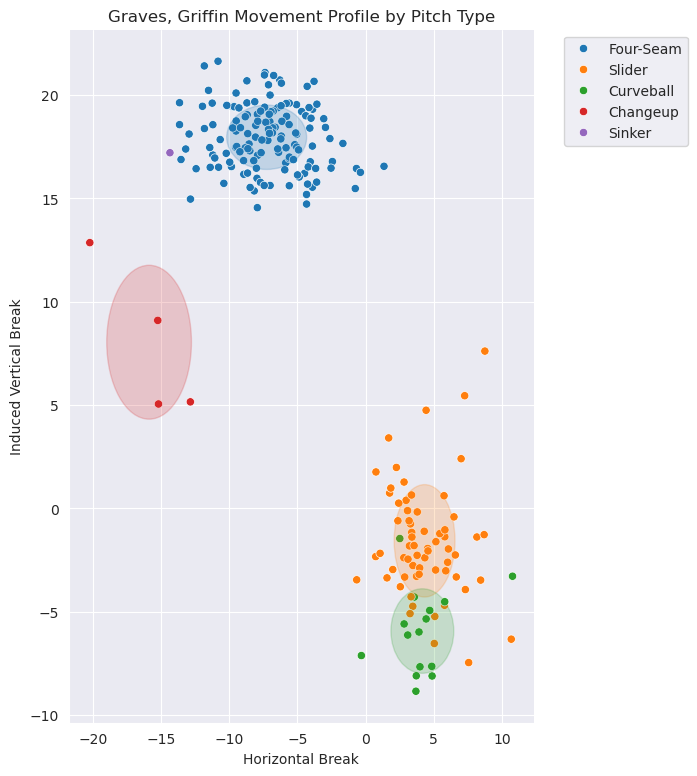 Graves, Griffin Movement Profile by Pitch Type
Four-Seam
Slider
Curveball
Changeup
Sinker
Induced Vertical Break
20
15
10
5
0
−5
−10
−20
−15
−10
−5
0
5
10
Horizontal Break